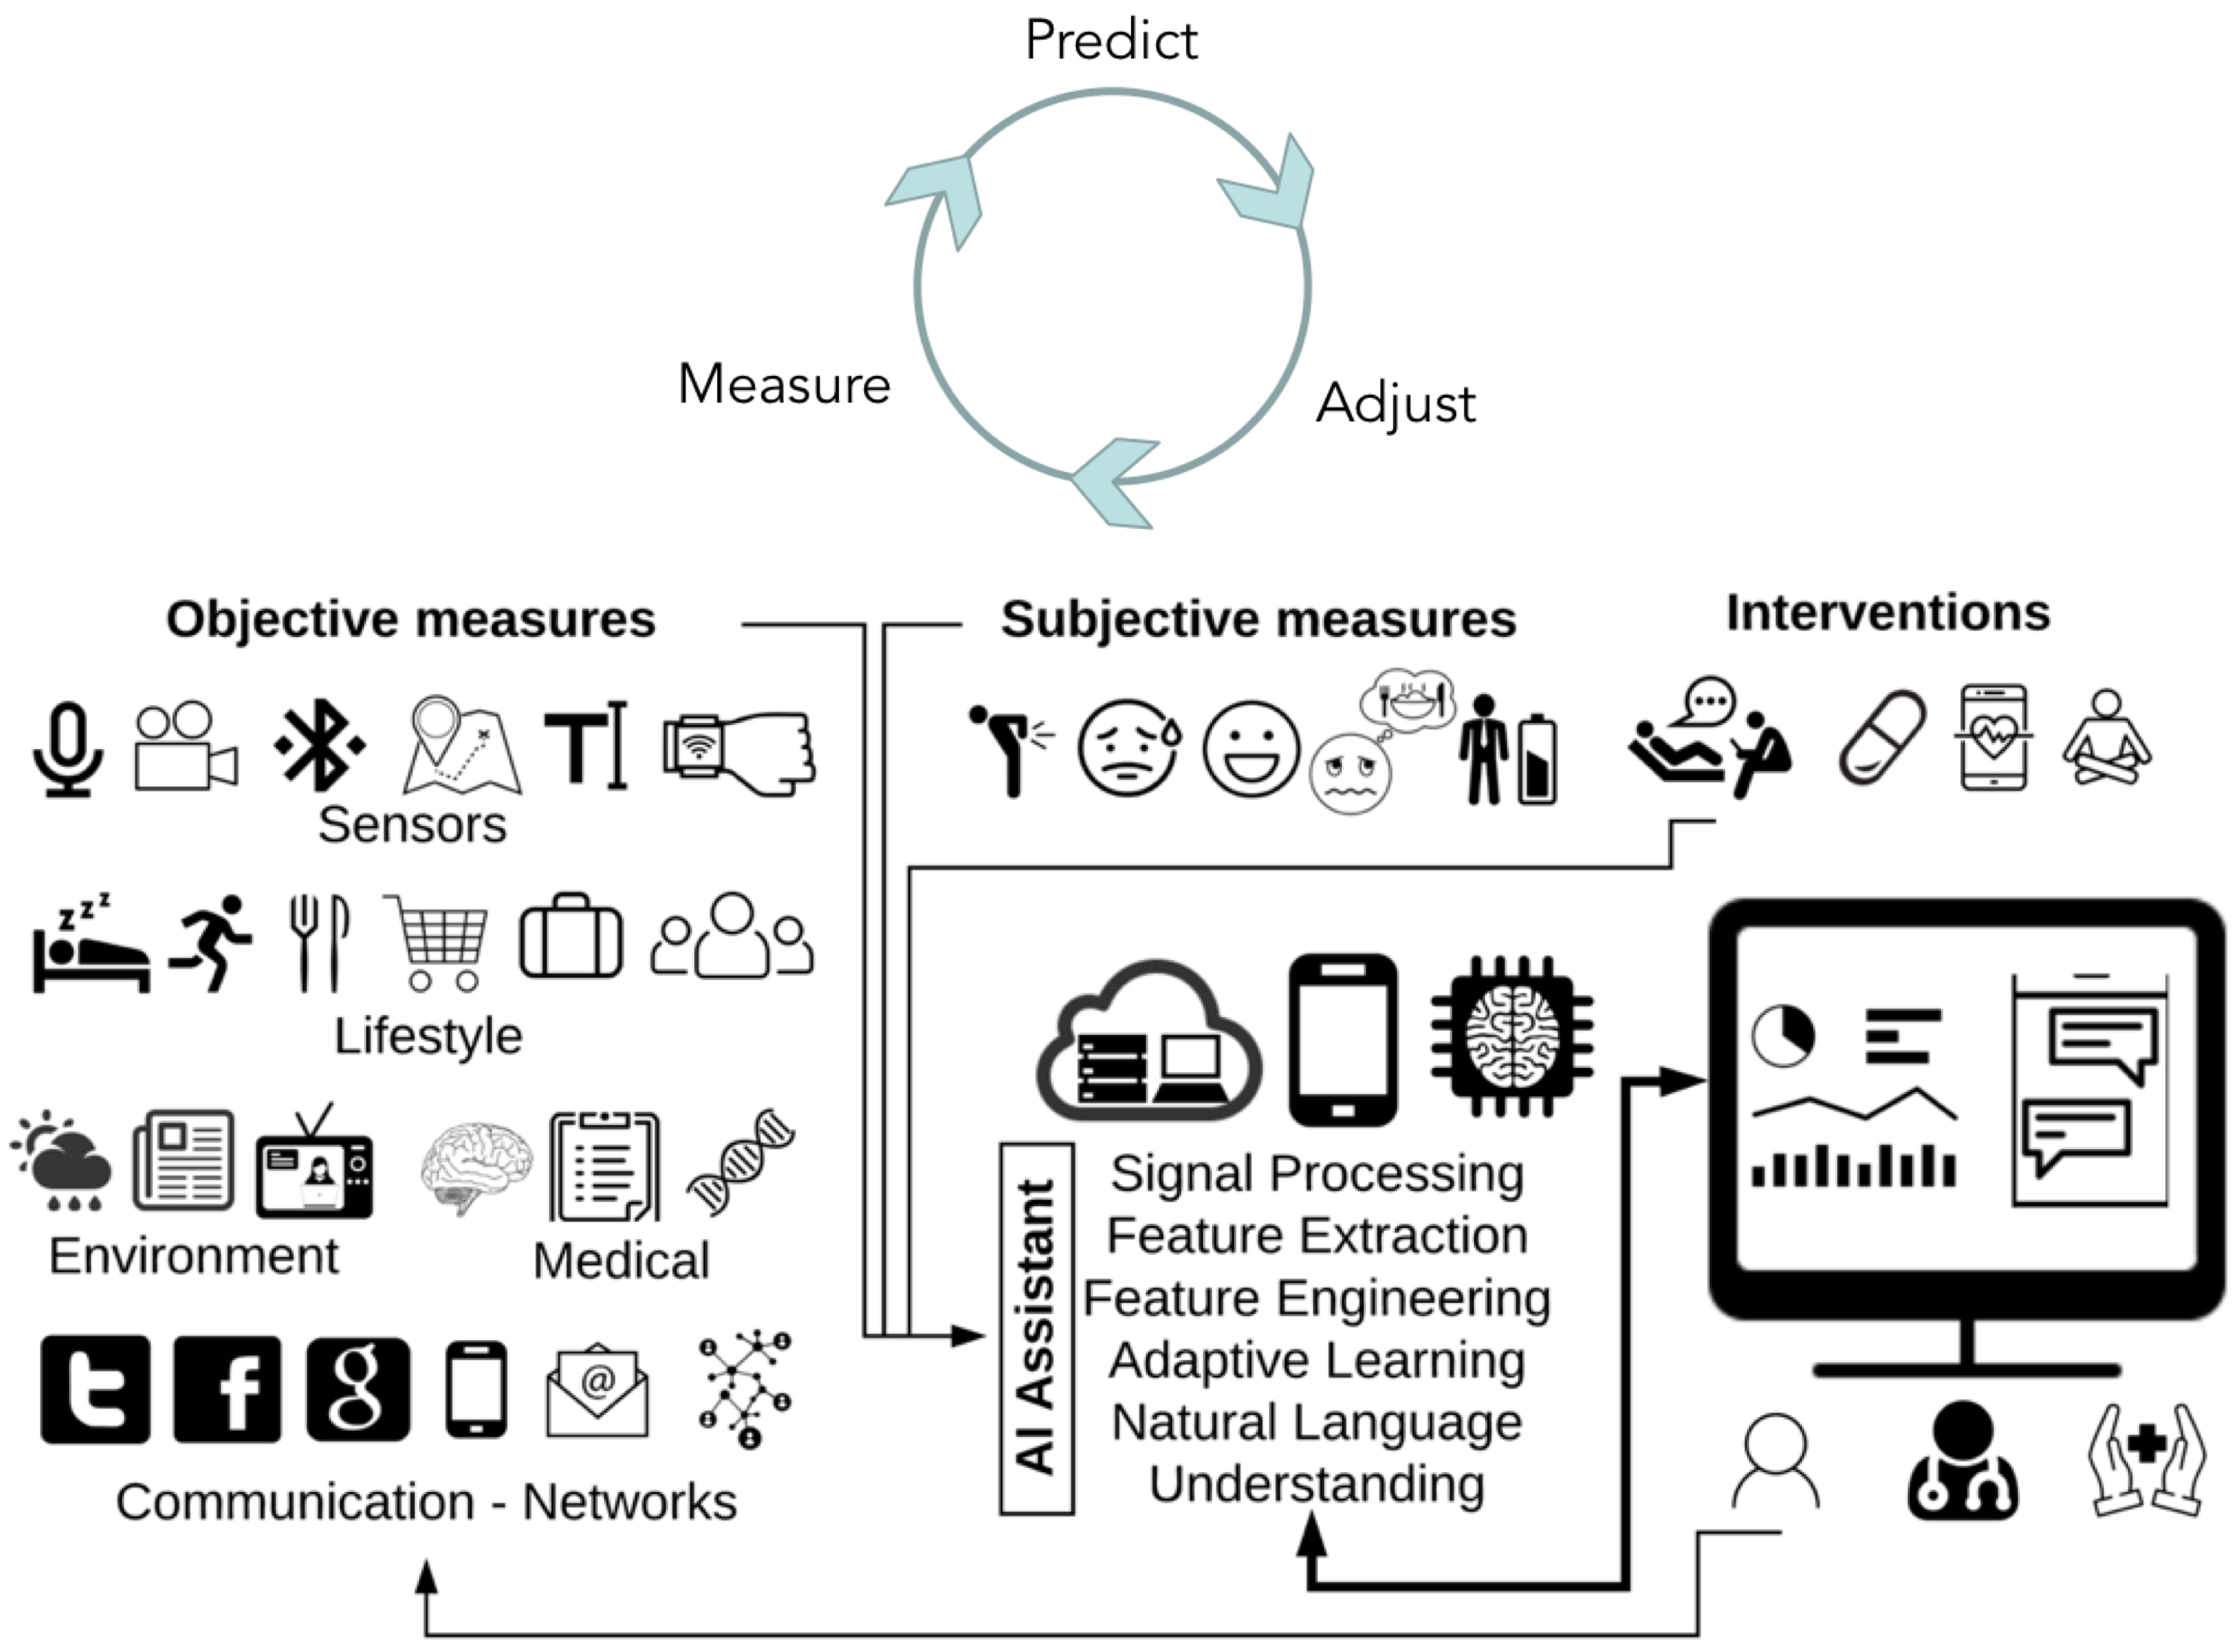 Predict
Measure
Adjust
Objective measures
Subjective measures
Interventions
Sensors
zzz
Lifestyle
Environment
Medical
t f g @
Communication - Networks
AI Assistant
Signal Processing
Feature Extraction
Feature Engineering
Adaptive Learning
Natural Language
Understanding